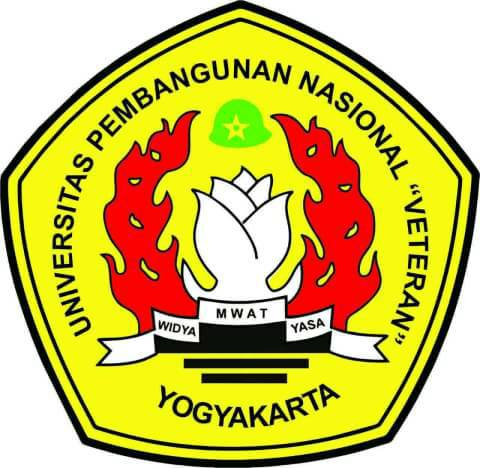 UNIVERSITAS PEMBANGUNAN NASIONAL “VETERAN”
WIDYA MWAT YASA
YOGYAKARTA